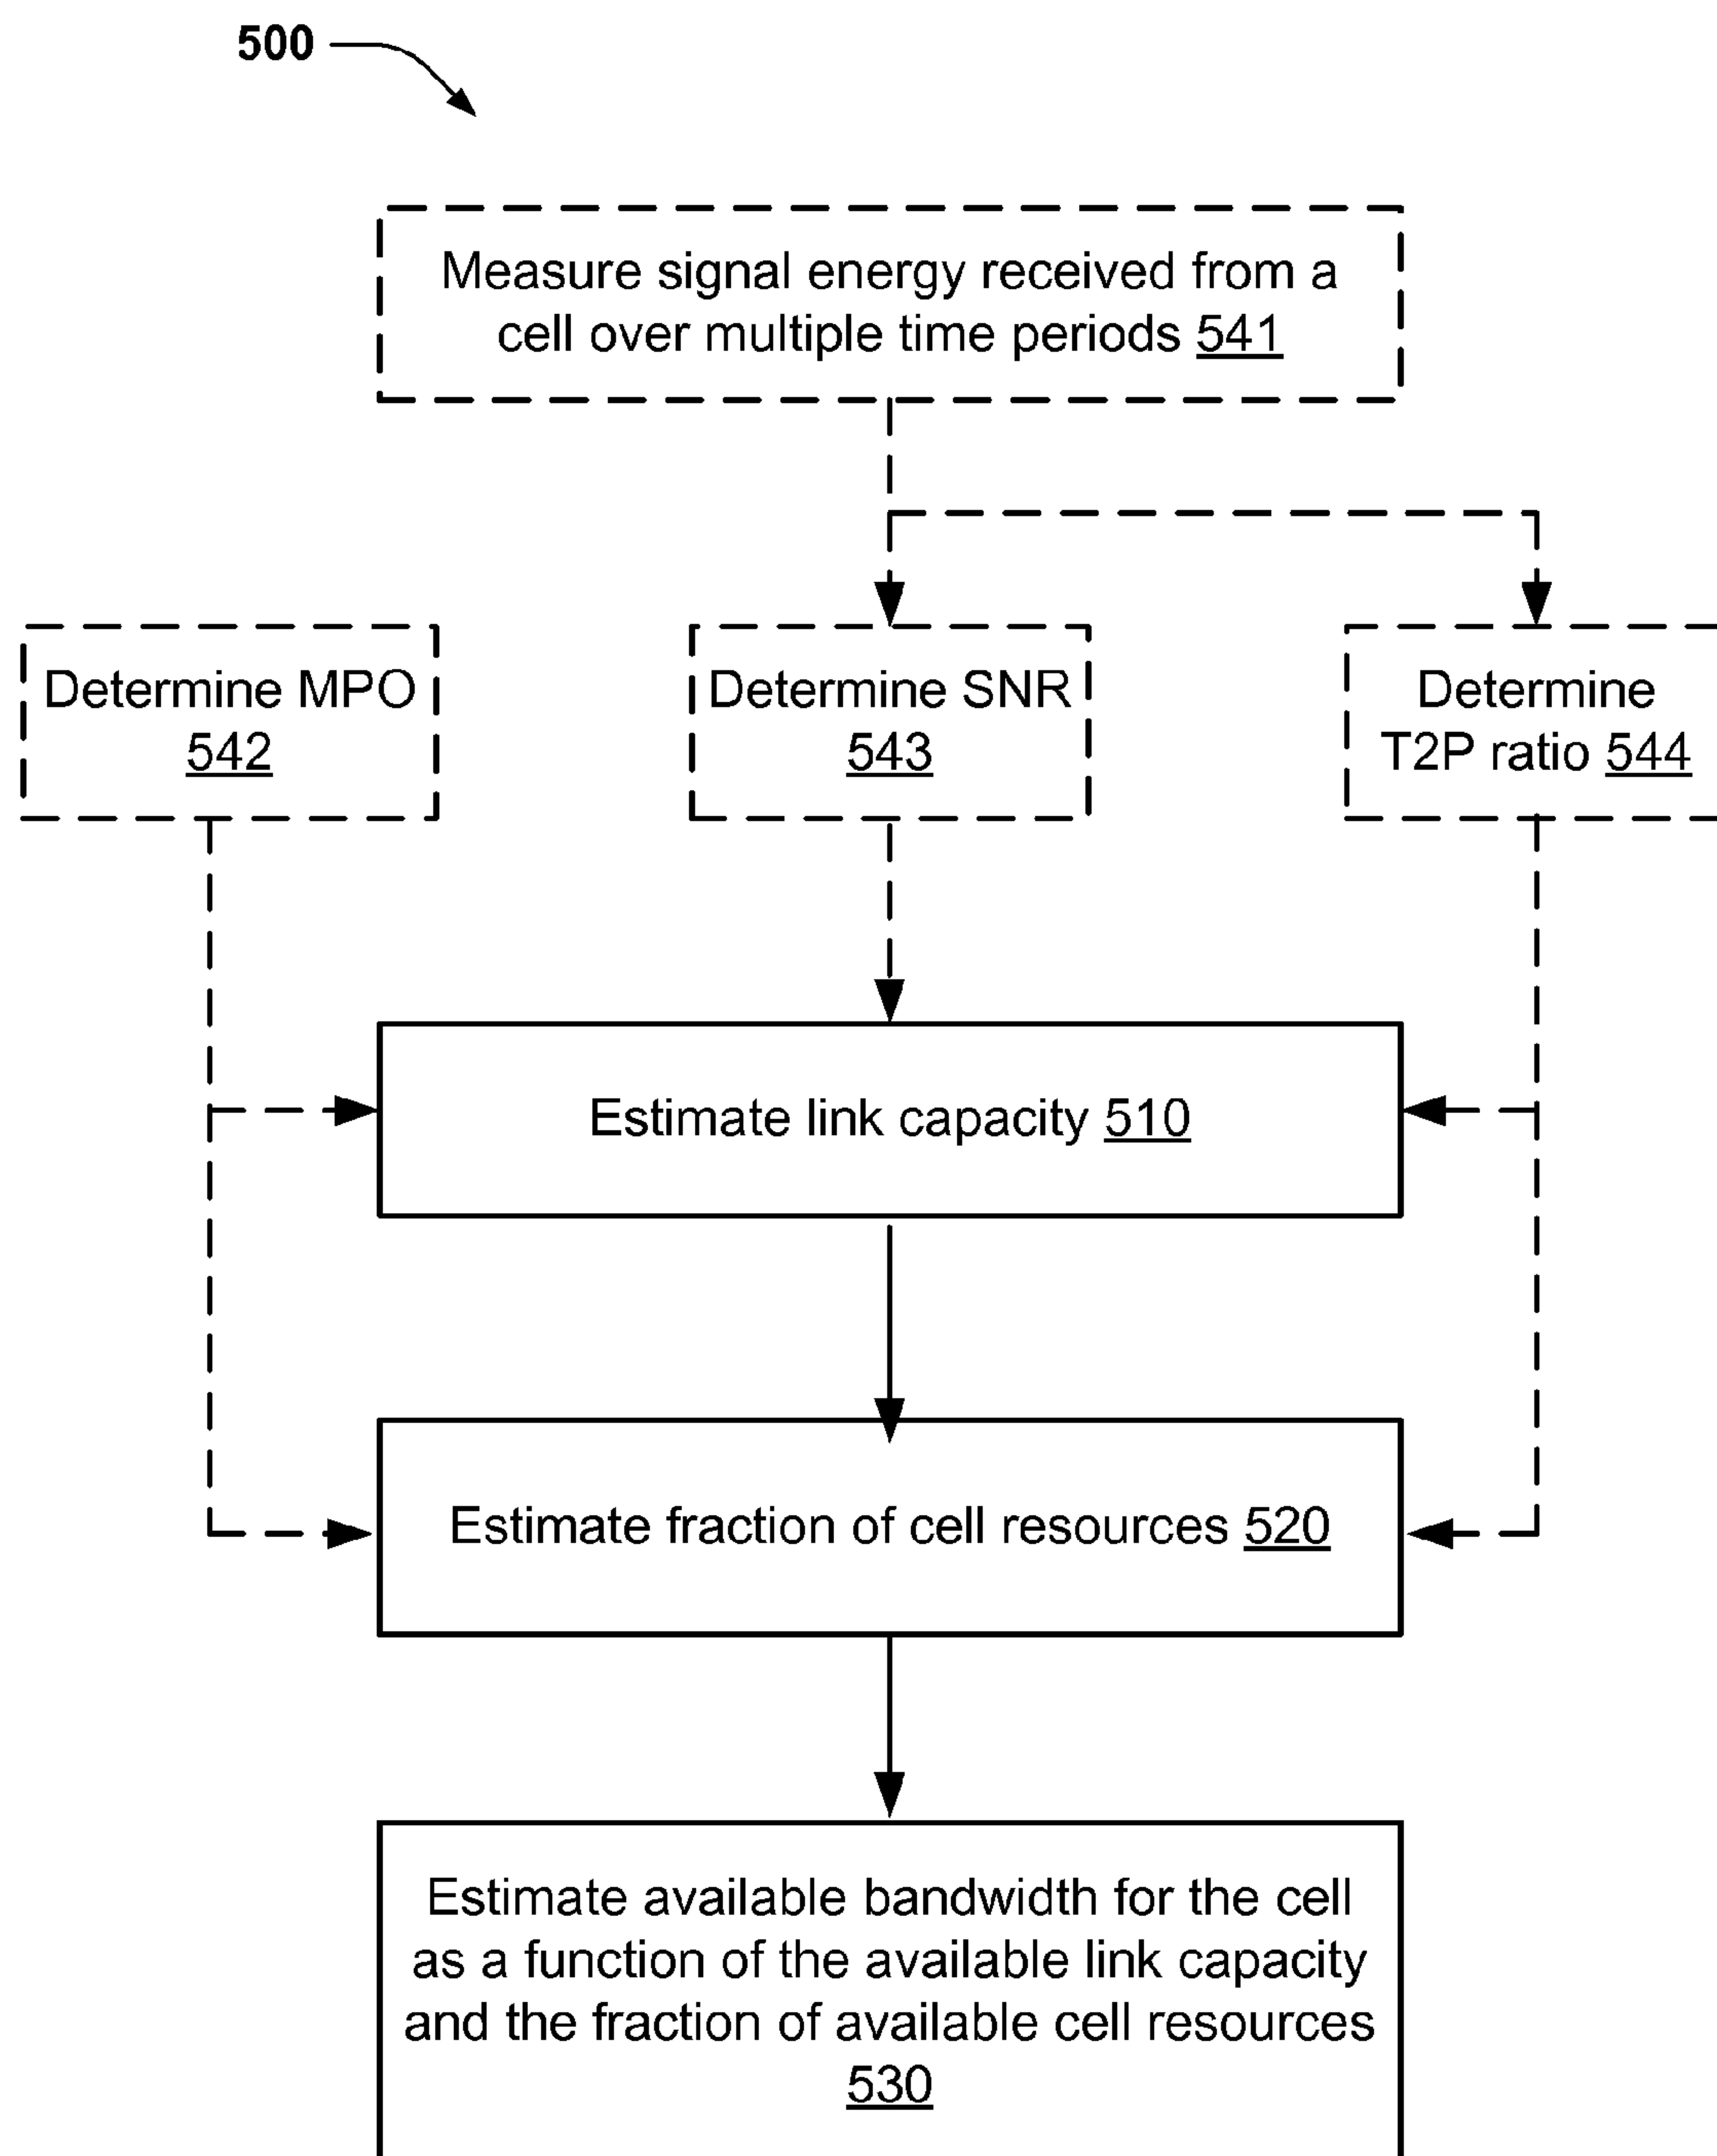 500
Measure signal energy received from a
cell over multiple time periods 541
Determine MPO
542
Determine SNR
543
Determine
T2P ratio 544
Estimate link capacity 510
Estimate fraction of cell resources 520
Estimate available bandwidth for the cell
as a function of the available link capacity
and the fraction of available cell resources
530